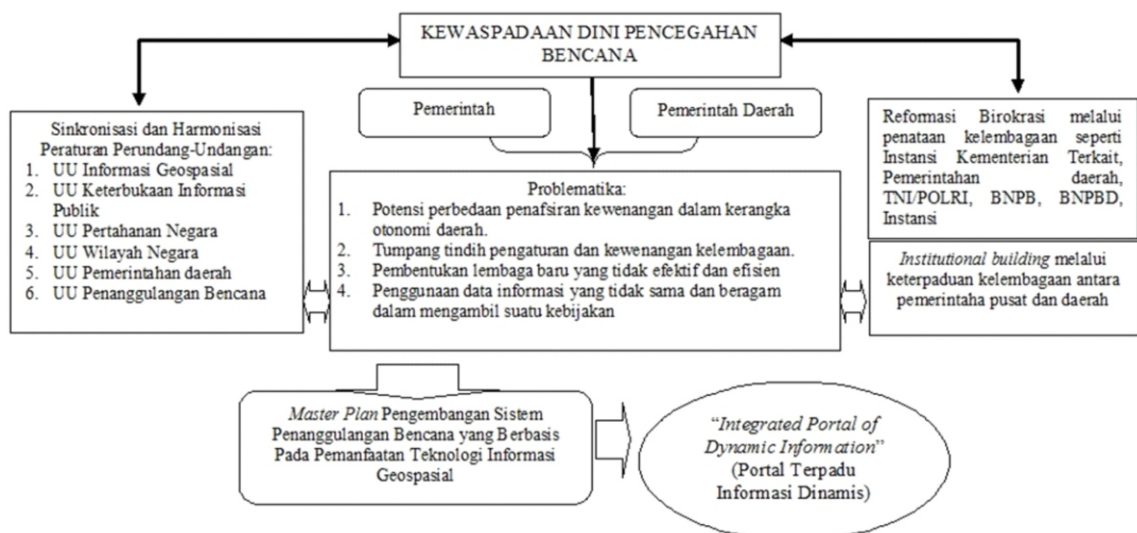 KEWASPADAAN DINI PENCEGAHAN
BENCANA
Pemerintah
Pemerintah Daerah
Sinkronisasi dan Harmonisasi
Peraturan Perundang-Undangan:
1. UU Informasi Geospasial
2. UU Keterbukaan Informasi
Publik
3. UU Pertahanan Negara
4. UU Wilayah Negara
5. UU Pemerintahan daerah
6. UU Penanggulangan Bencana
Problematika:
1. Potensi perbedaan penafsiran kewenangan dalam kerangka
otonomi daerah.
2. Tumpang tindih pengaturan dan kewenangan kelembagaan.
3. Pembentukan lembaga baru yang tidak efektif dan efisien
4. Penggunaan data informasi yang tidak sama dan beragam
dalam mengambil suatu kebijakan
Reformasi Birokrasi melalui
penataan kelembagaan seperti
Instansi Kementerian Terkait,
Pemerintahan daerah,
TNI/POLRI, BNPB, BNPBD,
Instansi
Institutional building melalui
keterpaduan kelembagaan antara
pemerintaha pusat dan daerah
Master Plan Pengembangan Sistem
Penanggulangan Bencana yang Berbasis
Pada Pemanfaatan Teknologi Informasi
Geospasial
“Integrated Portal of
Dynamic Information”
(Portal Terpadu
Informasi Dinamis)